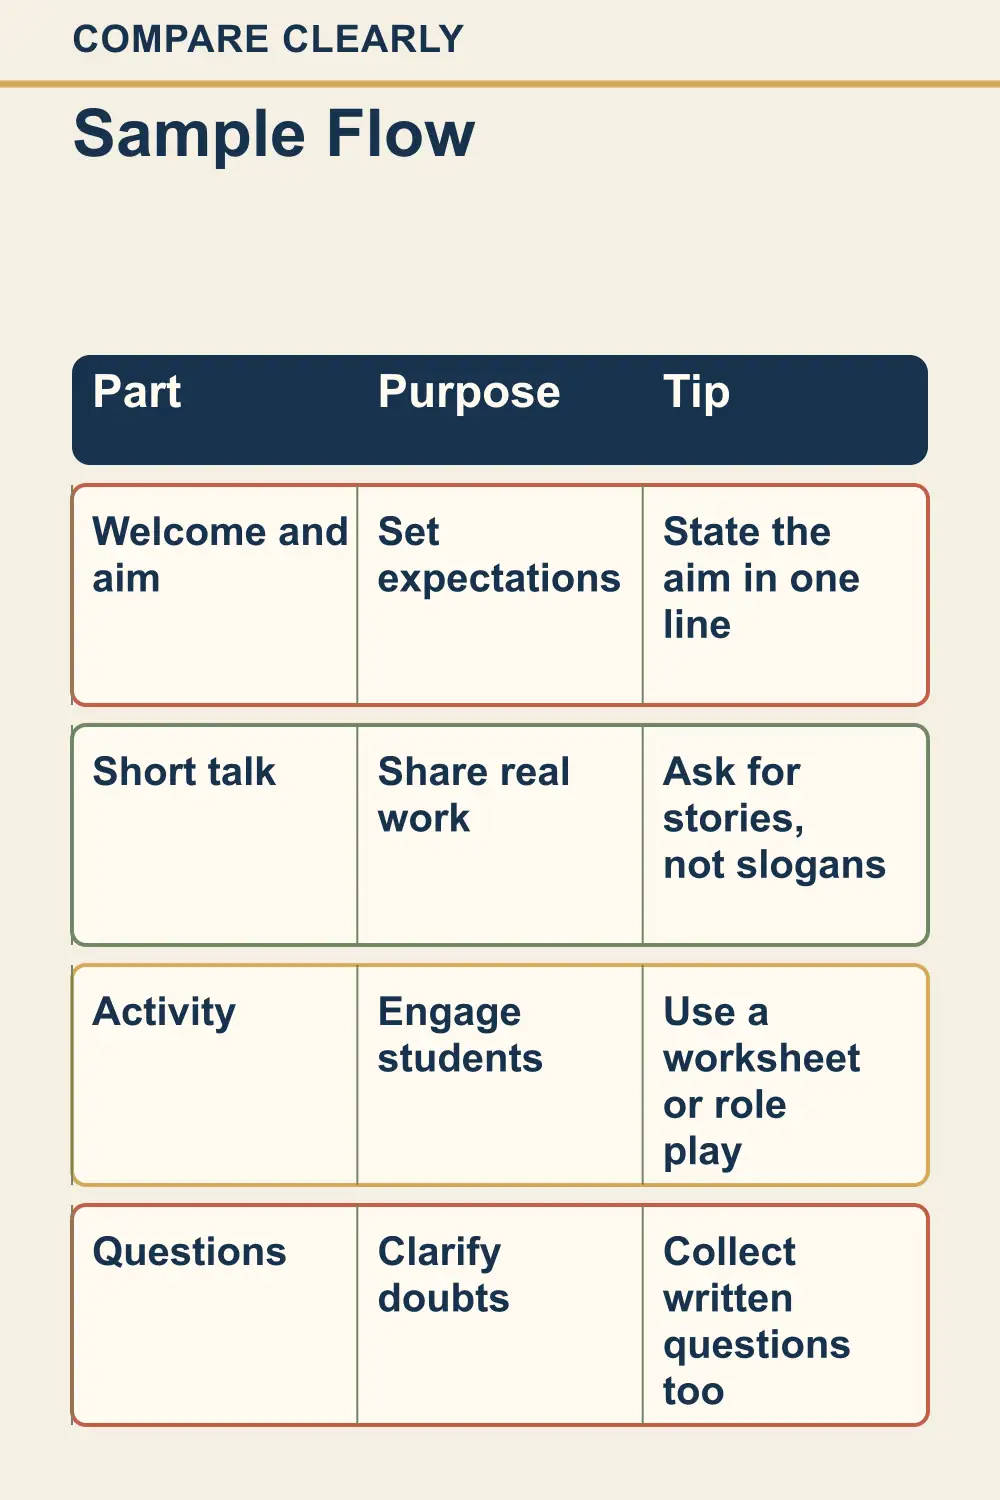 COMPARE CLEARLY
Sample Flow
Part
Purpose
Tip
Welcome and
aim
Set
expectations
State the
aim in one
line
Short talk
Share real
work
Ask for
stories,
not slogans
Activity
Engage
students
Use a
worksheet
or role
play
Questions
Clarify
doubts
Collect
written
questions
too